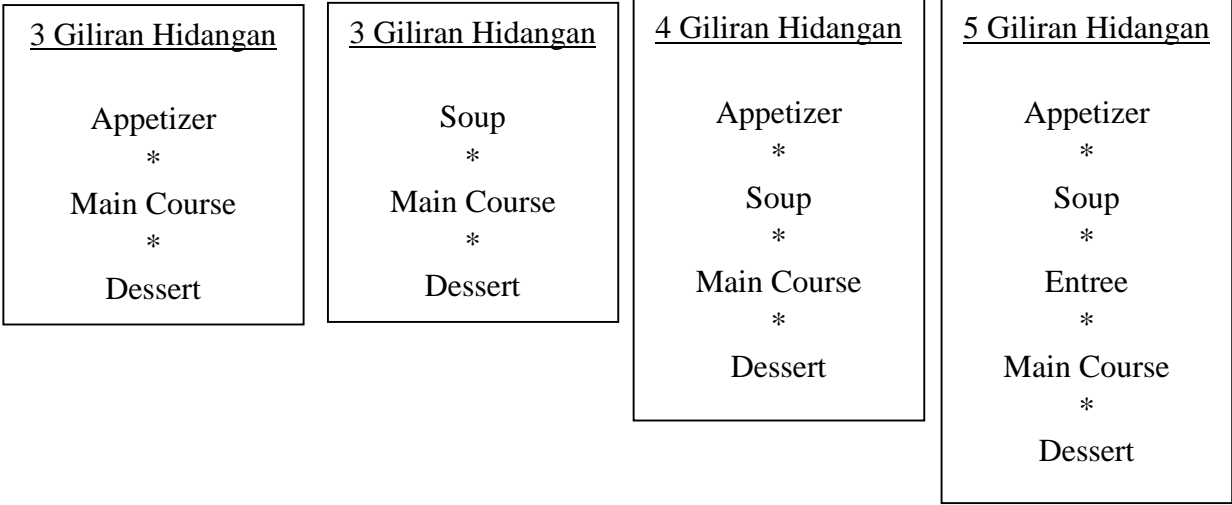 3 Giliran Hidangan
Appetizer
*
Main Course
*
Dessert
3 Giliran Hidangan
Soup
*
Main Course
*
Dessert
4 Giliran Hidangan
Appetizer
*
Soup
*
Main Course
*
Dessert
5 Giliran Hidangan
Appetizer
*
Soup
*
Entree
*
Main Course
*
Dessert